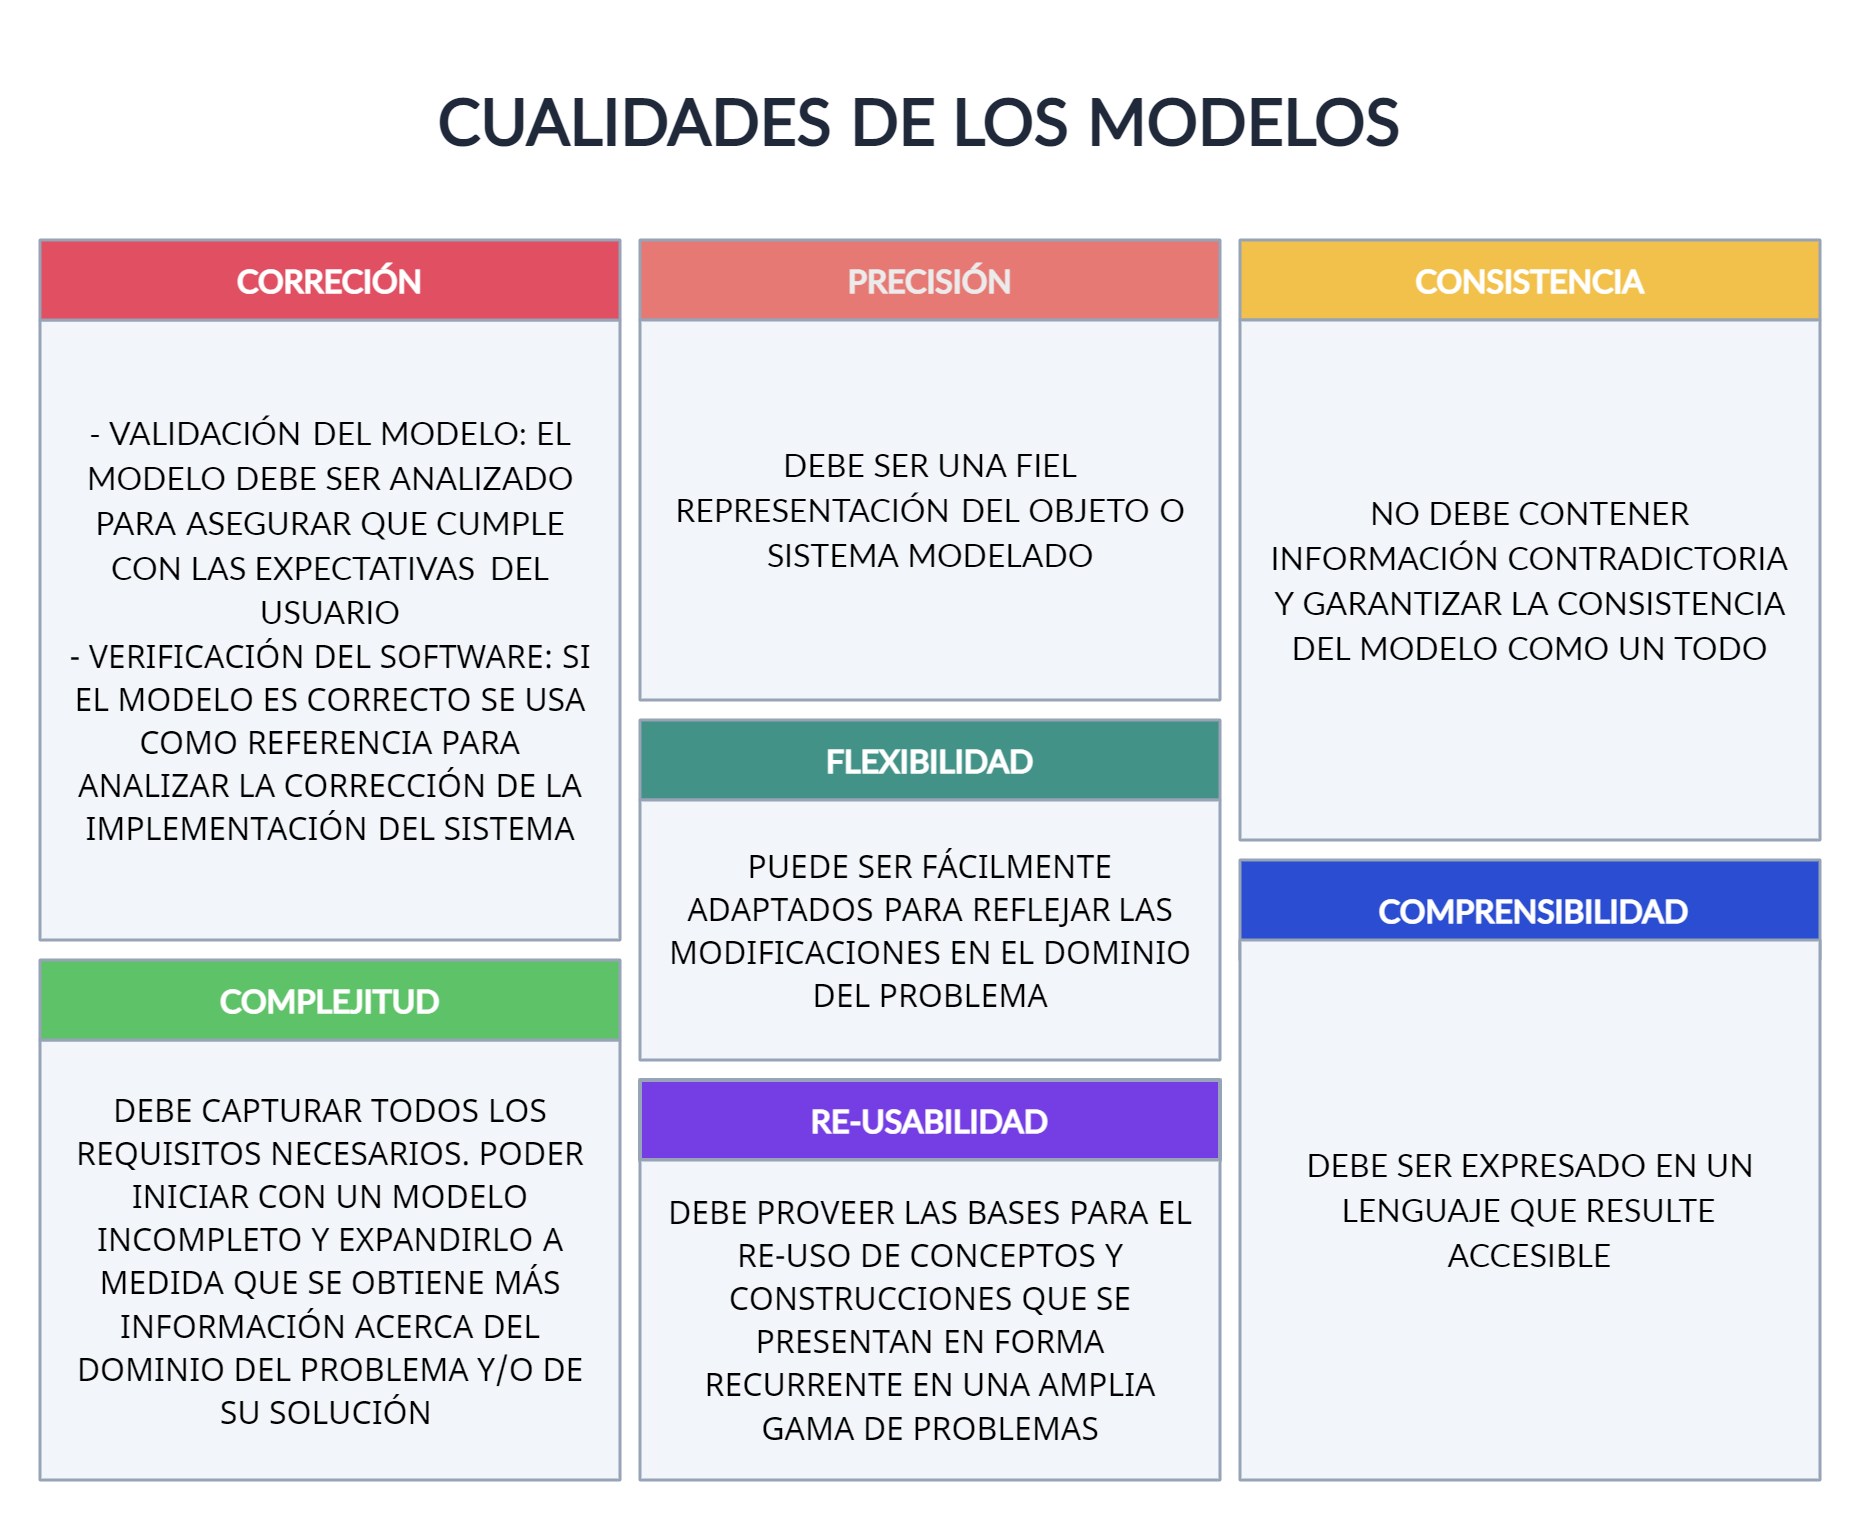 CUALIDADES DE LOS MODELOS
CORRECIÓN
- VALIDACIÓN DEL MODELO: EL
MODELO DEBE SER ANALIZADO
PARA ASEGURAR QUE CUMPLE
CON LAS EXPECTATIVAS DEL
USUARIO
- VERIFICACIÓN DEL SOFTWARE: SI
EL MODELO ES CORRECTO SE USA
COMO REFERENCIA PARA
ANALIZAR LA CORRECCIÓN DE LA
IMPLEMENTACIÓN DEL SISTEMA
COMPLEJITUD
DEBE CAPTURAR TODOS LOS
REQUISITOS NECESARIOS. PODER
INICIAR CON UN MODELO
INCOMPLETO Y EXPANDIRLO A
MEDIDA QUE SE OBTIENE MÁS
INFORMACIÓN ACERCA DEL
DOMINIO DEL PROBLEMA Y/O DE
SU SOLUCIÓN
PRECISIÓN
DEBE SER UNA FIEL
REPRESENTACIÓN DEL OBJETO O
SISTEMA MODELADO
FLEXIBILIDAD
PUEDE SER FÁCILMENTE
ADAPTADOS PARA REFLEJAR LAS
MODIFICACIONES EN EL DOMINIO
DEL PROBLEMA
RE-USABILIDAD
DEBE PROVEER LAS BASES PARA EL
RE-USO DE CONCEPTOS Y
CONSTRUCCIONES QUE SE
PRESENTAN EN FORMA
RECURRENTE EN UNA AMPLIA
GAMA DE PROBLEMAS
CONSISTENCIA
NO DEBE CONTENER
INFORMACIÓN CONTRADICTORIA
Y GARANTIZAR LA CONSISTENCIA
DEL MODELO COMO UN TODO
COMPRENSIBILIDAD
DEBE SER EXPRESADO EN UN
LENGUAJE QUE RESULTE
ACCESIBLE